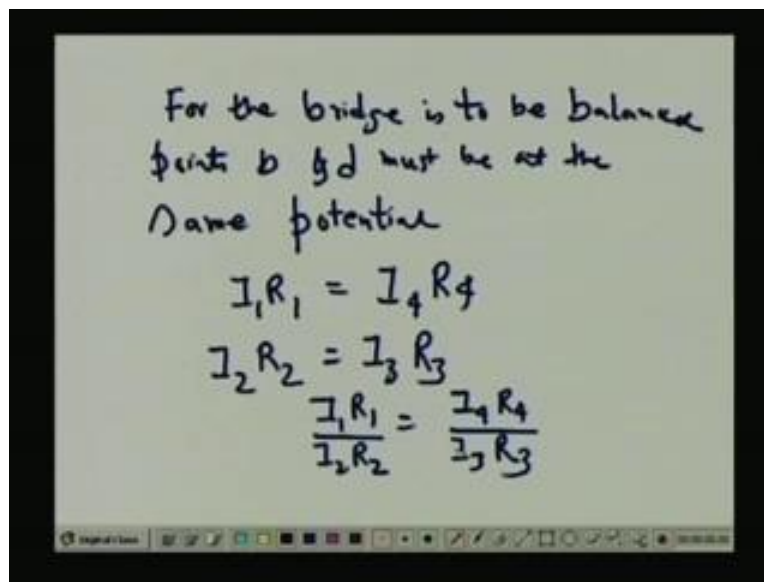 For the bridge is to be balance
points b & d must be at the
Same potential
I₁R₁ = I₄R₄
I₂R₂ = I₃R₃
I₁R₁ / I₂R₂ = I₄R₄ / I₃R₃